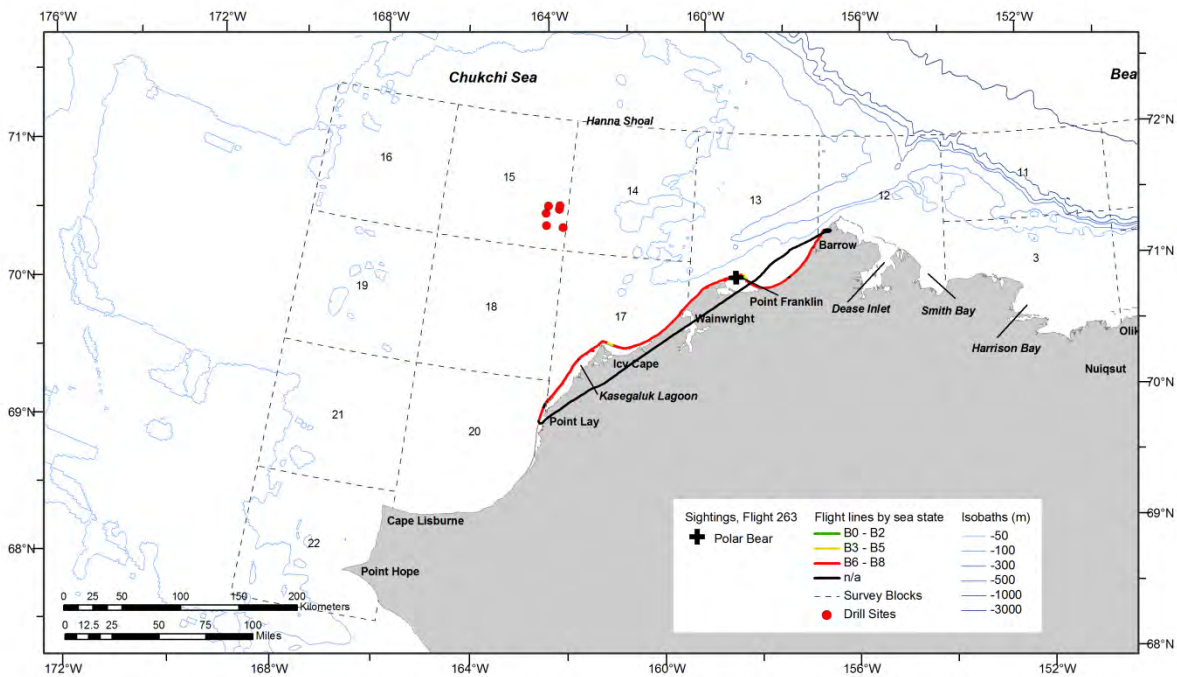 176°W
172°W
168°W
164°W
160°W
156°W
Chukchi Sea
Bea
72°N
71°N
Hanna Shoal
16
15
14
13
12
11
71°N
Barrow
3
70°N
19
18
17
Point Franklin
Wainwright
Dease Inlet
Smith Bay
Harrison Bay
Olik
Icy Cape
Nuiqsut
70°N
Kasegaluk Lagoon
69°N
21
20
Point Lay
Cape Lisburne
69°N
68°N
22
Point Hope
Sightings, Flight 263
Polar Bear
Flight lines by sea state
B0 - B2
B3 - B5
B6 - B8
n/a
Survey Blocks
Drill Sites
Isobaths (m)
-50
-100
-300
-500
-1000
-3000
0 25 50 100 150 200
Kilometers
0 12.5 25 50 75 100
Miles
68°N
172°W
168°W
164°W
160°W
156°W
152°W